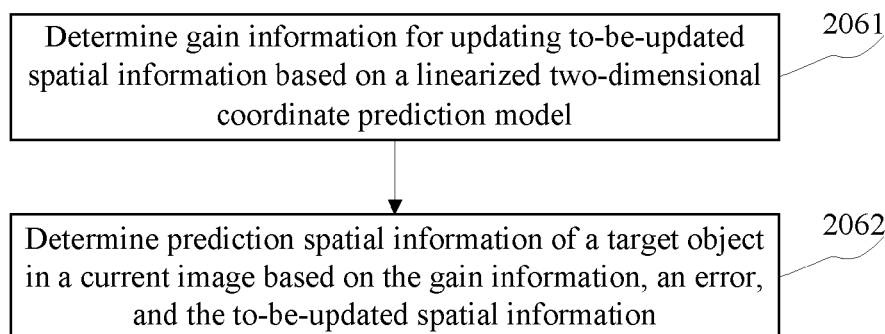 Determine gain information for updating to-be-updated
spatial information based on a linearized two-dimensional
coordinate prediction model
2061
Determine prediction spatial information of a target object
in a current image based on the gain information, an error,
and the to-be-updated spatial information
2062